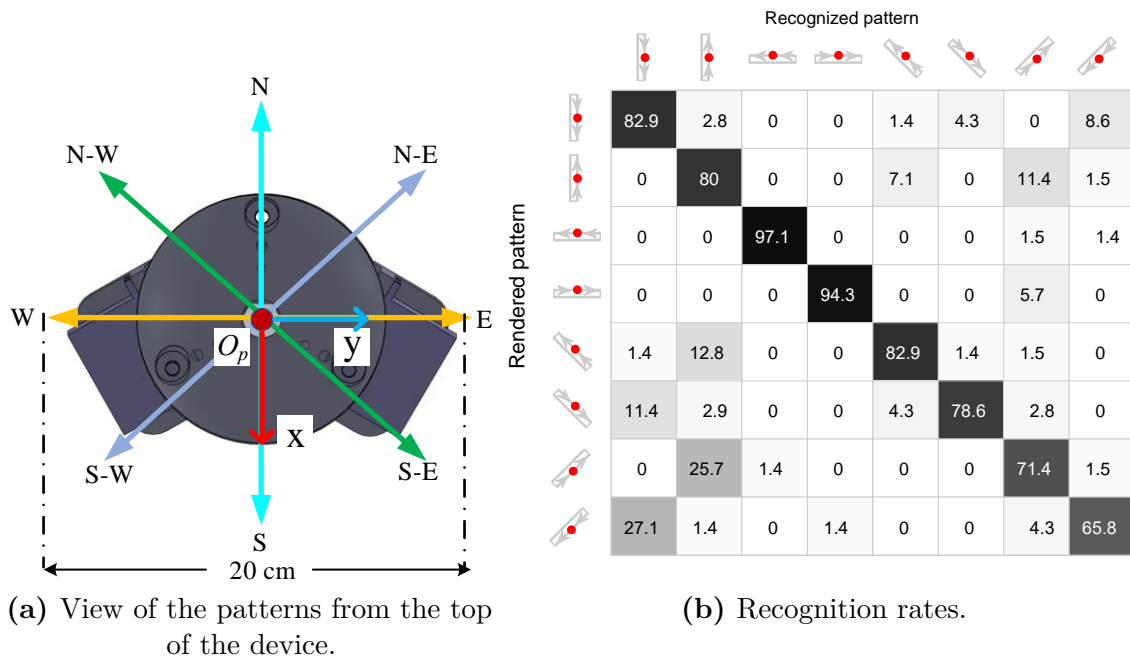 N
N-W
N-E
W
E
O_p
y
x
S-W
S-E
S
20 cm
(a) View of the patterns from the top
of the device.
Recognized pattern
Rendered pattern
82.9 2.8 0 0 1.4 4.3 0 8.6
0 80 0 0 7.1 0 11.4 1.5
0 0 97.1 0 0 0 1.5 1.4
0 0 0 94.3 0 0 5.7 0
1.4 12.8 0 0 82.9 1.4 1.5 0
11.4 2.9 0 0 4.3 78.6 2.8 0
0 25.7 1.4 0 0 0 71.4 1.5
27.1 1.4 0 1.4 0 0 4.3 65.8
(b) Recognition rates.